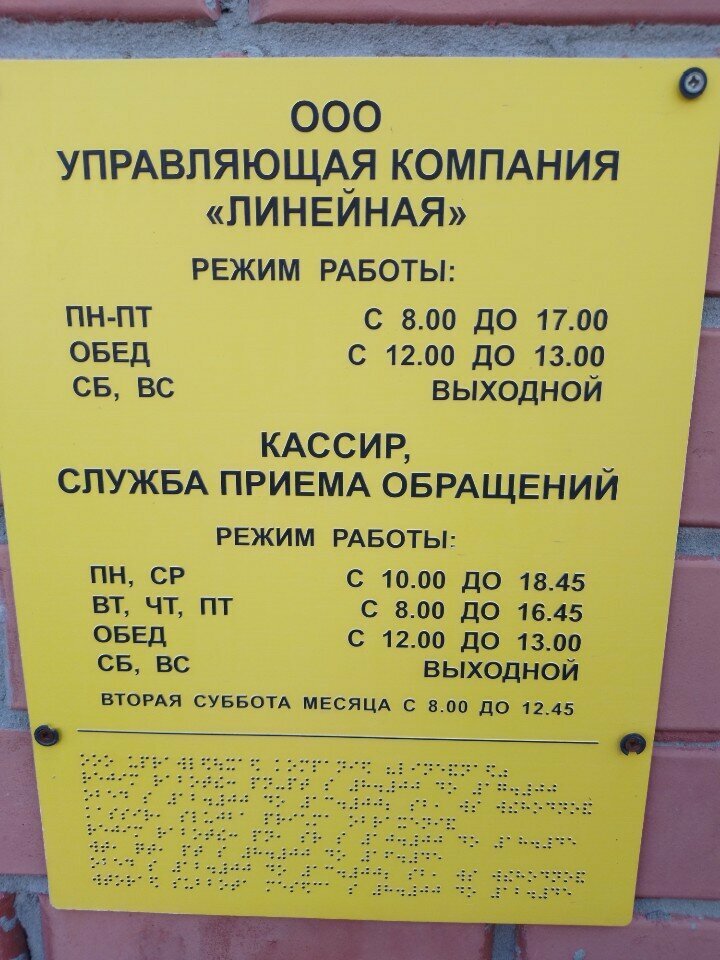 ООО
УПРАВЛЯЮЩАЯ КОМПАНИЯ
«ЛИНЕЙНАЯ»
РЕЖИМ РАБОТЫ:
ПН-ПТ С 8.00 ДО 17.00
ОБЕД С 12.00 ДО 13.00
СБ, ВС ВЫХОДНОЙ
КАССИР,
СЛУЖБА ПРИЕМА ОБРАЩЕНИЙ
РЕЖИМ РАБОТЫ:
ПН, СР С 10.00 ДО 18.45
ВТ, ЧТ, ПТ С 8.00 ДО 16.45
ОБЕД С 12.00 ДО 13.00
СБ, ВС ВЫХОДНОЙ
ВТОРАЯ СУББОТА МЕСЯЦА С 8.00 ДО 12.45